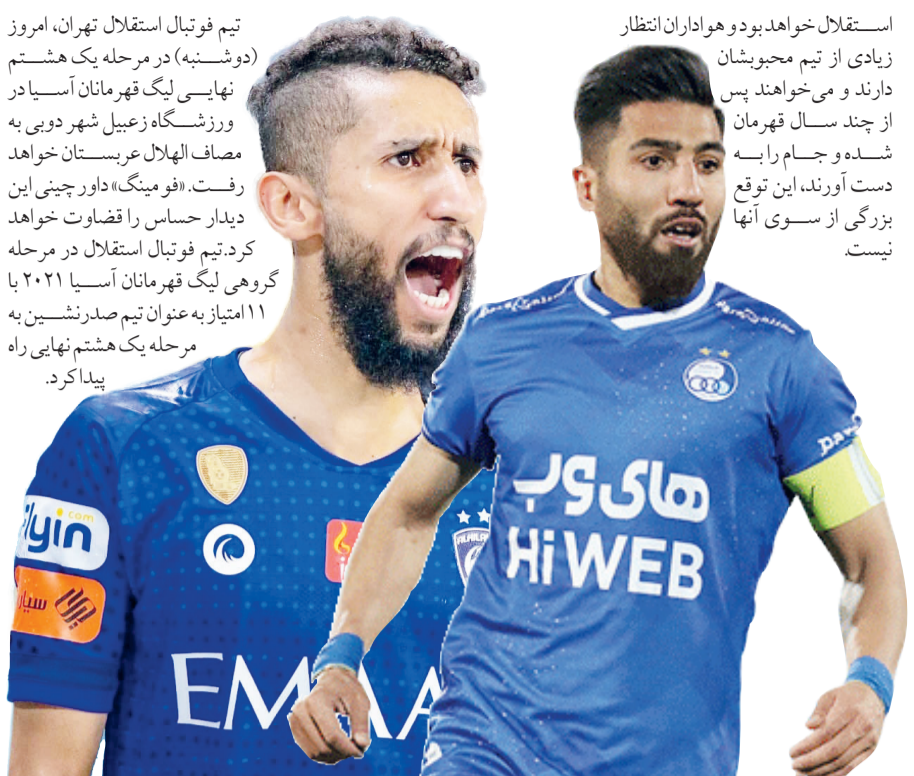 استقلال خواهد بود و هواداران انتظار
زیادی از تیم محبوبشان
دارند و می‌خواهند پس
از چند سال قهرمان
شده و جام را به
دست آورند، این توقع
بزرگی از سوی آنها
نیست.
تیم فوتبال استقلال تهران، امروز
(دوشنبه) در مرحله یک هشتم
نهایی لیگ قهرمانان آسیا در
ورزشگاه زعبیل شهر دوبی به
مصاف الهلال عربستان خواهد
رفت. «فو مینگ» داور چینی این
دیدار حساس را قضاوت خواهد
کرد.تیم فوتبال استقلال در مرحله
گروهی لیگ قهرمانان آسیا ۲۰۲۱ با
۱۱ امتیاز به عنوان تیم صدرنشین به
مرحله یک هشتم نهایی راه
پیدا کرد.
های وب
HiWEB
.com
lyin
سیار
EM